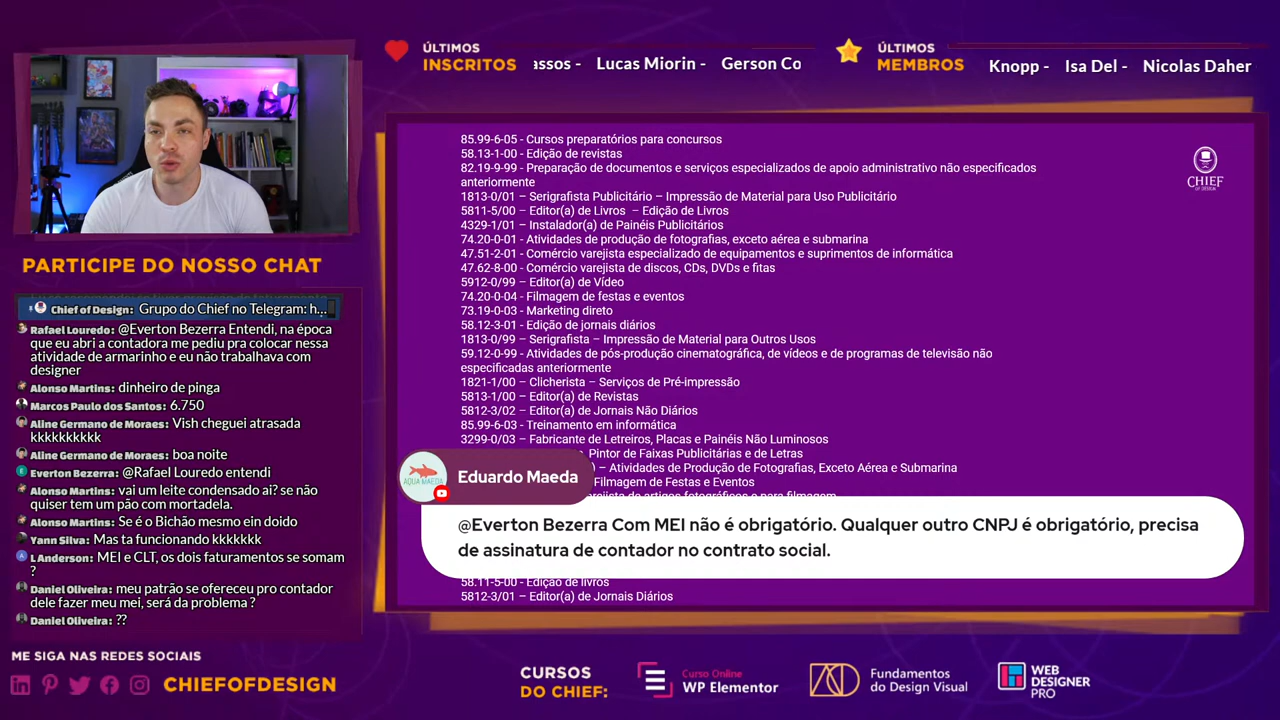 ÚLTIMOS
INSCRITOS
assos - Lucas Miorin - Gerson Co
ÚLTIMOS
MEMBROS
Knopp - Isa Del - Nicolas Daher
85.99-6-05 - Cursos preparatórios para concursos
58.13-1-00 - Edição de revistas
82.19-9-99 - Preparação de documentos e serviços especializados de apoio administrativo não especificados
anteriormente
1813-0/01 – Serigrafista Publicitário – Impressão de Material para Uso Publicitário
5811-5/00 – Editor(a) de Livros – Edição de Livros
4329-1/01 – Instalador(a) de Painéis Publicitários
74.20-0-01 - Atividades de produção de fotografias, exceto aérea e submarina
47.51-2-01 - Comércio varejista especializado de equipamentos e suprimentos de informática
47.62-8-00 - Comércio varejista de discos, CDs, DVDs e fitas
5912-0/99 – Editor(a) de Vídeo
74.20-0-04 - Filmagem de festas e eventos
73.19-0-03 - Marketing direto
58.12-3-01 - Edição de jornais diários
1813-0/99 – Serigrafista – Impressão de Material para Outros Usos
59.12-0-99 - Atividades de pós-produção cinematográfica, de vídeos e de programas de televisão não
especificadas anteriormente
1821-1/00 – Clicherista – Serviços de Pré-impressão
5813-1/00 – Editor(a) de Revistas
5812-3/02 – Editor(a) de Jornais Não Diários
85.99-6-03 - Treinamento em informática
3299-0/03 – Fabricante de Letreiros, Placas e Painéis Não Luminosos
Pintor de Faixas Publicitárias e de Letras
) – Atividades de Produção de Fotografias, Exceto Aérea e Submarina
Filmagem de Festas e Eventos
varejista de artigos fotográficos e para filmagem
58.11-5-00 - Edição de livros
5812-3/01 – Editor(a) de Jornais Diários
CHIEF
OF DESIGN
AQUA MAEDA
Eduardo Maeda
@Everton Bezerra Com MEI não é obrigatório. Qualquer outro CNPJ é obrigatório, precisa
de assinatura de contador no contrato social.
PARTICIPE DO NOSSO CHAT
Chief of Design: Grupo do Chief no Telegram: h...
Rafael Louredo: @Everton Bezerra Entendi, na época
que eu abri a contadora me pediu pra colocar nessa
atividade de armarinho e eu não trabalhava com
designer
Alonso Martins: dinheiro de pinga
Marcos Paulo dos Santos: 6.750
Aline Germano de Moraes: Vish cheguei atrasada
kkkkkkkkkk
Aline Germano de Moraes: boa noite
E
Everton Bezerra: @Rafael Louredo entendi
Alonso Martins: vai um leite condensado ai? se não
quiser tem um pão com mortadela.
Alonso Martins: Se é o Bichão mesmo ein doido
Yann Silva: Mas ta funcionando kkkkkkk
A
L Anderson: MEI e CLT, os dois faturamentos se somam
?
Daniel Oliveira: meu patrão se ofereceu pro contador
dele fazer meu mei, será da problema ?
Daniel Oliveira: ??
ME SIGA NAS REDES SOCIAIS
CHIEFOFDESIGN
CURSOS
DO CHIEF:
Curso Online
WP Elementor
Fundamentos
do Design Visual
WEB
DESIGNER
PRO